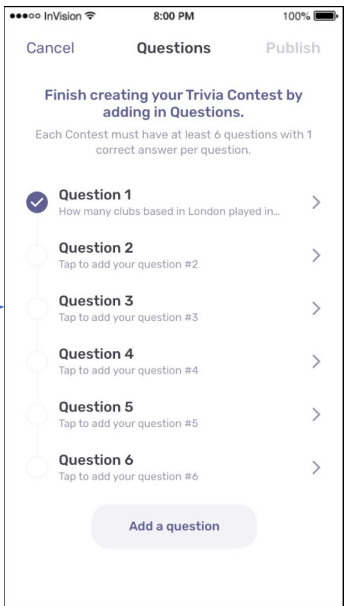 InVision 8:00 PM 100%
Cancel Questions Publish
Finish creating your Trivia Contest by
adding in Questions.
Each Contest must have at least 6 questions with 1
correct answer per question.
Question 1
How many clubs based in London played in...
Question 2
Tap to add your question #2
Question 3
Tap to add your question #3
Question 4
Tap to add your question #4
Question 5
Tap to add your question #5
Question 6
Tap to add your question #6
Add a question